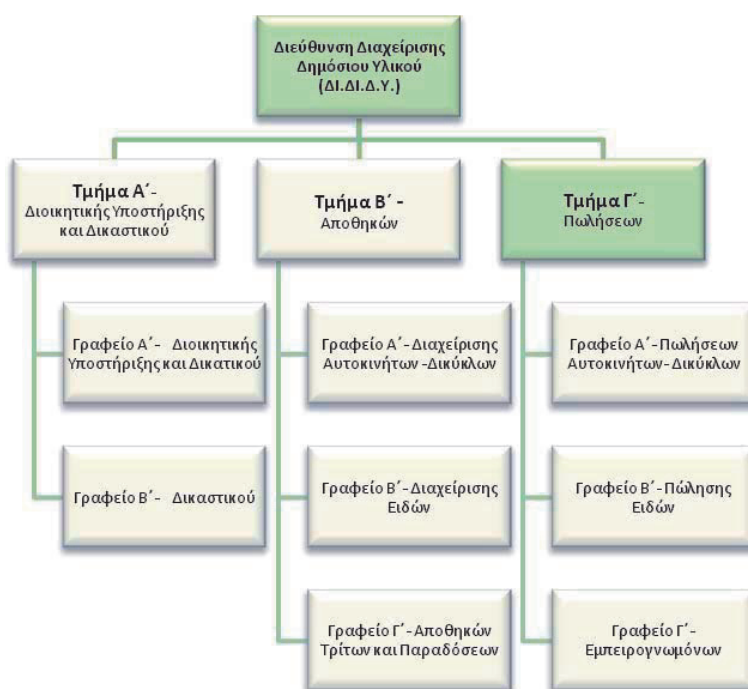 Διεύθυνση Διαχείρισης
Δημόσιου Υλικού
(ΔΙ.ΔΙ.Δ.Υ.)
Τμήμα Α΄-
Διοικητικής Υποστήριξης
και Δικαστικού
Τμήμα Β΄ -
Αποθηκών
Τμήμα Γ΄-
Πωλήσεων
Γραφείο Α΄- Διοικητικής
Υποστήριξης και Δικατικού
Γραφείο Α΄-Διαχείρισης
Αυτοκινήτων -Δικύκλων
Γραφείο Α΄-Πωλήσεων
Αυτοκινήτων-Δικύκλων
Γραφείο Β΄- Δικαστικού
Γραφείο Β΄-Διαχείρισης
Ειδών
Γραφείο Β΄-Πώλησης
Ειδών
Γραφείο Γ΄-Αποθηκών
Τρίτων και Παραδόσεων
Γραφείο Γ΄-
Εμπειρογνωμόνων